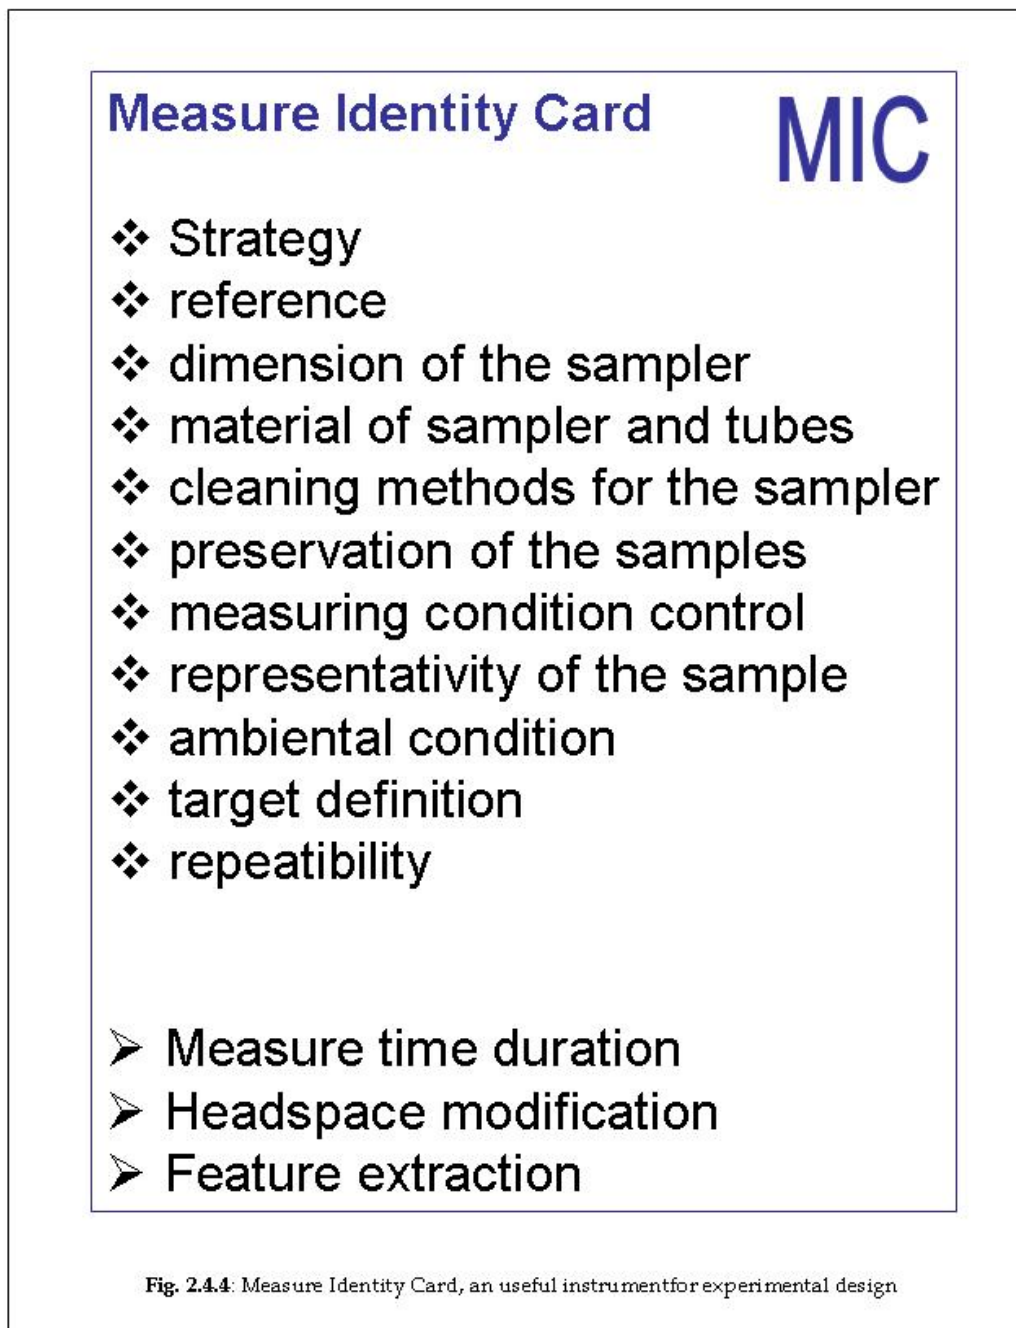 Measure Identity Card MIC
❖ Strategy
❖ reference
❖ dimension of the sampler
❖ material of sampler and tubes
❖ cleaning methods for the sampler
❖ preservation of the samples
❖ measuring condition control
❖ representativity of the sample
❖ ambiental condition
❖ target definition
❖ repeatibility
➢ Measure time duration
➢ Headspace modification
➢ Feature extraction
Fig. 2.4.4: Measure Identity Card, an useful instrumentfor experimental design